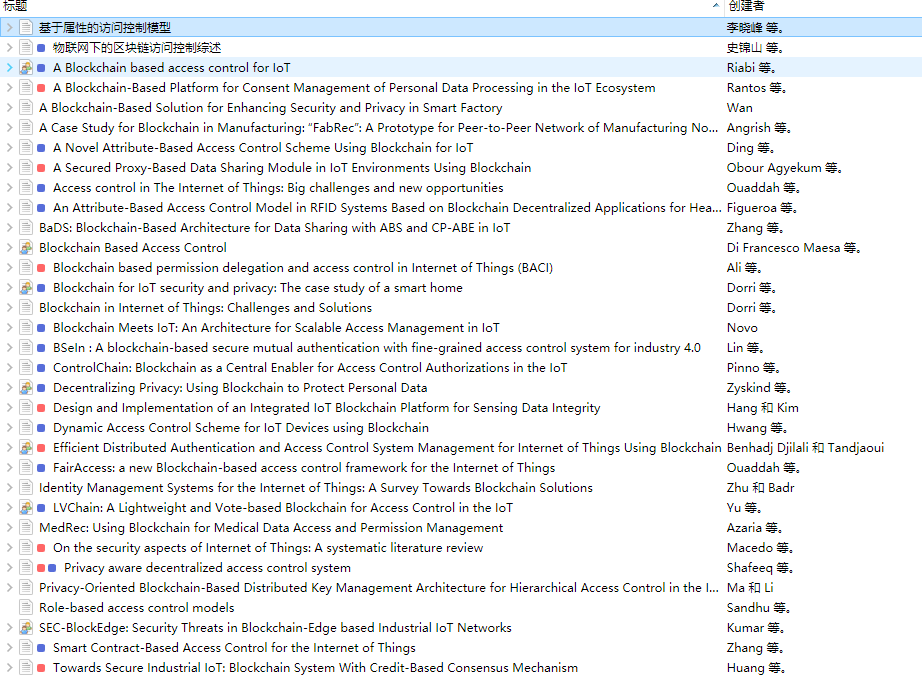 标题 创建者
基于属性的访问控制模型 李晓峰 等。
物联网下的区块链访问控制综述 史锦山 等。
A Blockchain based access control for IoT Riabi 等。
A Blockchain-Based Platform for Consent Management of Personal Data Processing in the IoT Ecosystem Rantos 等。
A Blockchain-Based Solution for Enhancing Security and Privacy in Smart Factory Wan
A Case Study for Blockchain in Manufacturing: “FabRec”: A Prototype for Peer-to-Peer Network of Manufacturing No... Angrish 等。
A Novel Attribute-Based Access Control Scheme Using Blockchain for IoT Ding 等。
A Secured Proxy-Based Data Sharing Module in IoT Environments Using Blockchain Obour Agyekum 等。
Access control in The Internet of Things: Big challenges and new opportunities Ouaddah 等。
An Attribute-Based Access Control Model in RFID Systems Based on Blockchain Decentralized Applications for Hea... Figueroa 等。
BaDS: Blockchain-Based Architecture for Data Sharing with ABS and CP-ABE in IoT Zhang 等。
Blockchain Based Access Control Di Francesco Maesa 等。
Blockchain based permission delegation and access control in Internet of Things (BACI) Ali 等。
Blockchain for IoT security and privacy: The case study of a smart home Dorri 等。
Blockchain in Internet of Things: Challenges and Solutions Dorri 等。
Blockchain Meets IoT: An Architecture for Scalable Access Management in IoT Novo
BSeIn : A blockchain-based secure mutual authentication with fine-grained access control system for industry 4.0 Lin 等。
ControlChain: Blockchain as a Central Enabler for Access Control Authorizations in the IoT Pinno 等。
Decentralizing Privacy: Using Blockchain to Protect Personal Data Zyskind 等。
Design and Implementation of an Integrated IoT Blockchain Platform for Sensing Data Integrity Hang 和 Kim
Dynamic Access Control Scheme for IoT Devices using Blockchain Hwang 等。
Efficient Distributed Authentication and Access Control System Management for Internet of Things Using Blockchain Benhadj Djilali 和 Tandjaoui
FairAccess: a new Blockchain-based access control framework for the Internet of Things Ouaddah 等。
Identity Management Systems for the Internet of Things: A Survey Towards Blockchain Solutions Zhu 和 Badr
LVChain: A Lightweight and Vote-based Blockchain for Access Control in the IoT Yu 等。
MedRec: Using Blockchain for Medical Data Access and Permission Management Azaria 等。
On the security aspects of Internet of Things: A systematic literature review Macedo 等。
Privacy aware decentralized access control system Shafeeq 等。
Privacy-Oriented Blockchain-Based Distributed Key Management Architecture for Hierarchical Access Control in the I... Ma 和 Li
Role-based access control models Sandhu 等。
SEC-BlockEdge: Security Threats in Blockchain-Edge based Industrial IoT Networks Kumar 等。
Smart Contract-Based Access Control for the Internet of Things Zhang 等。
Towards Secure Industrial IoT: Blockchain System With Credit-Based Consensus Mechanism Huang 等。